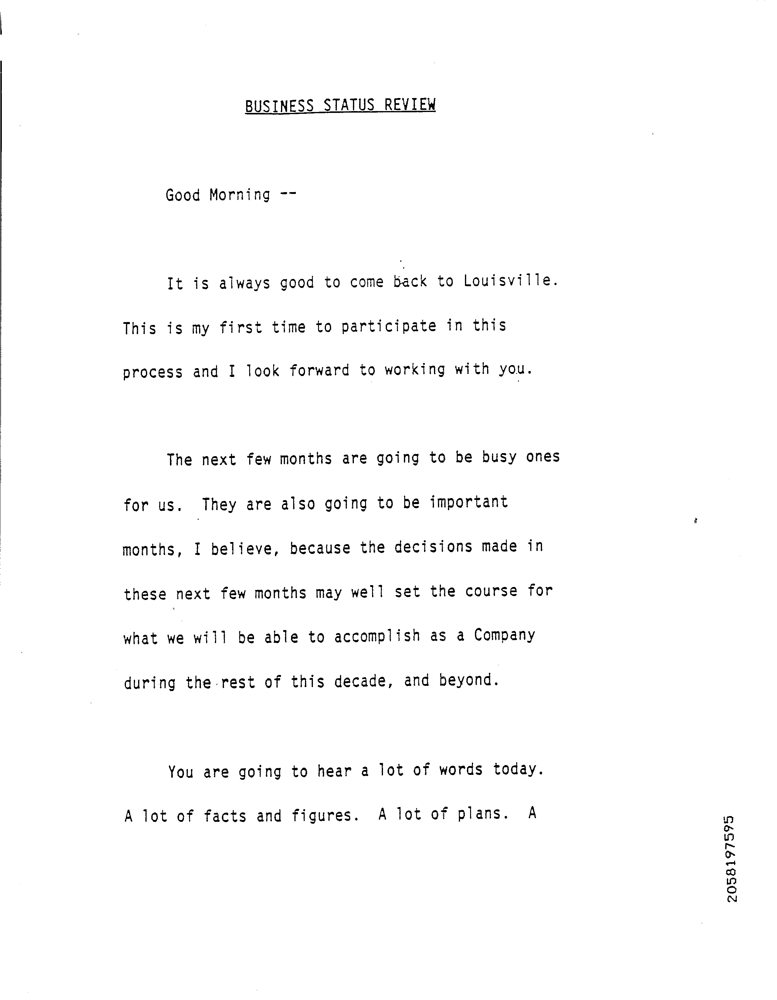 BUSINESS STATUS REVIEW
Good Morning --
It is always good to come back to Louisville.
This is my first time to participate in this
process and I look forward to working with you.
The next few months are going to be busy ones
for us.  They are also going to be important
months, I believe, because the decisions made in
these next few months may well set the course for
what we will be able to accomplish as a Company
during the rest of this decade, and beyond.
You are going to hear a lot of words today.
A lot of facts and figures.  A lot of plans.  A
2058197595